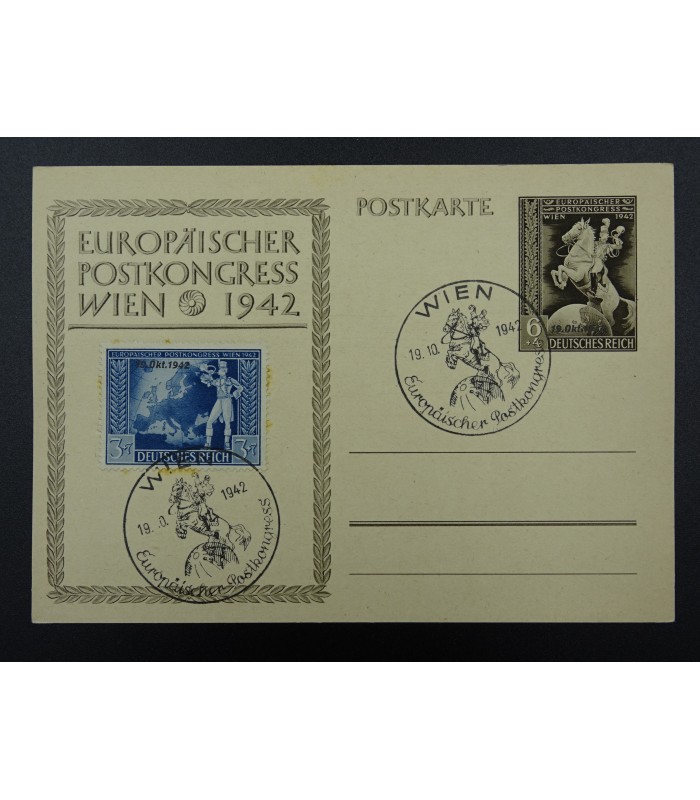 EUROPÄISCHER
POSTKONGRESS
WIEN 1942
POSTKARTE
EUROPÄISCHER
POSTKONGRESS
WIEN 1942
19.Okt.1942
6
+4
DEUTSCHES REICH
WIEN
19.10. 1942
Europäischer Postkongress
EUROPÄISCHER POSTKONGRESS WIEN 1942
19.Okt.1942
3+7 DEUTSCHES REICH 3+7
WIEN
19. .0. 1942
Europäischer Postkongress